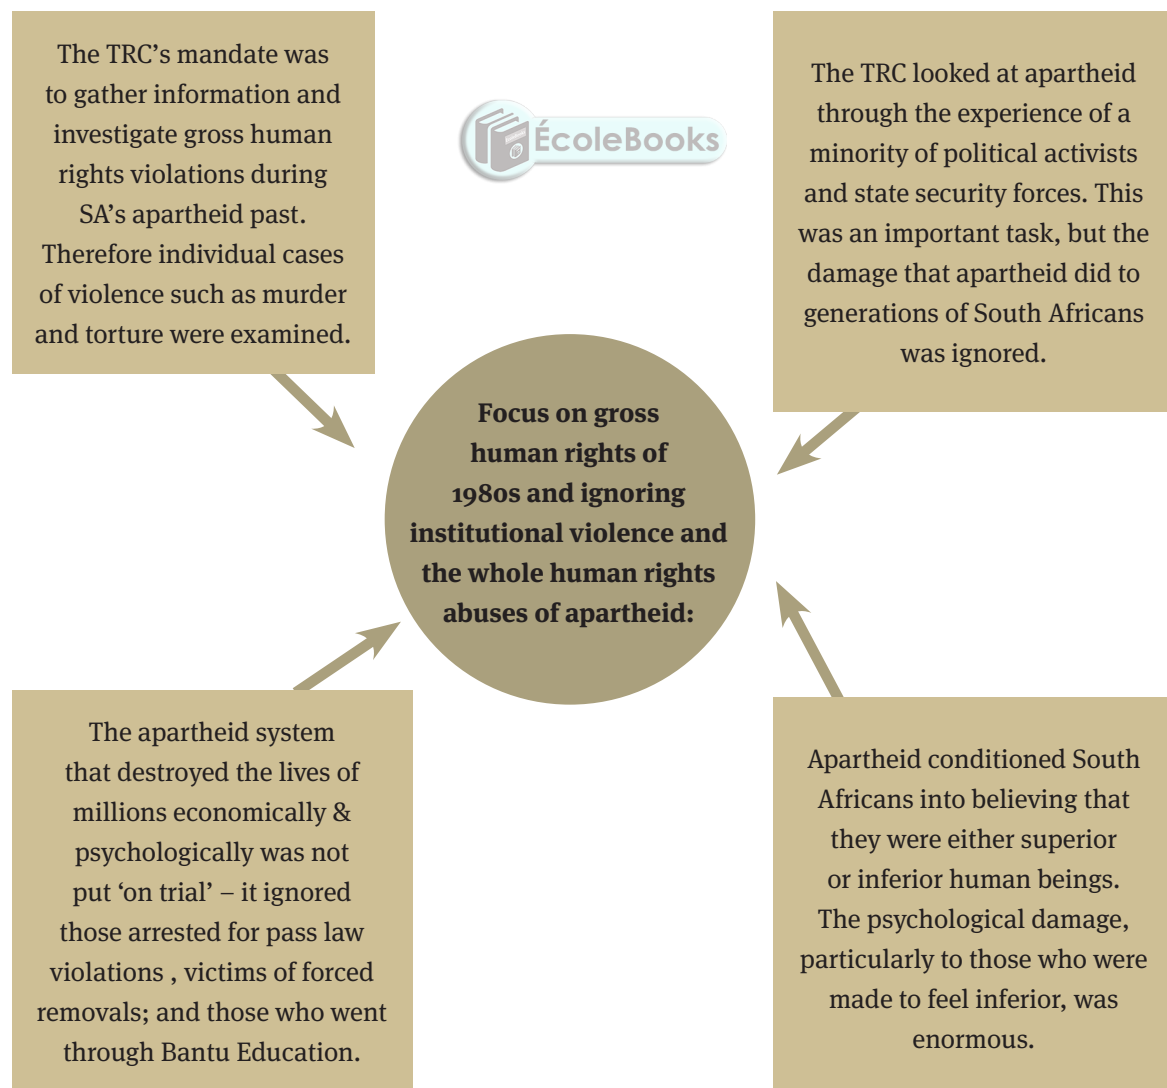 The TRC’s mandate was
to gather information and
investigate gross human
rights violations during
SA’s apartheid past.
Therefore individual cases
of violence such as murder
and torture were examined.
ÉcoleBooks
The TRC looked at apartheid
through the experience of a
minority of political activists
and state security forces. This
was an important task, but the
damage that apartheid did to
generations of South Africans
was ignored.
Focus on gross
human rights of
1980s and ignoring
institutional violence and
the whole human rights
abuses of apartheid:
The apartheid system
that destroyed the lives of
millions economically &
psychologically was not
put ‘on trial’ – it ignored
those arrested for pass law
violations , victims of forced
removals; and those who went
through Bantu Education.
Apartheid conditioned South
Africans into believing that
they were either superior
or inferior human beings.
The psychological damage,
particularly to those who were
made to feel inferior, was
enormous.